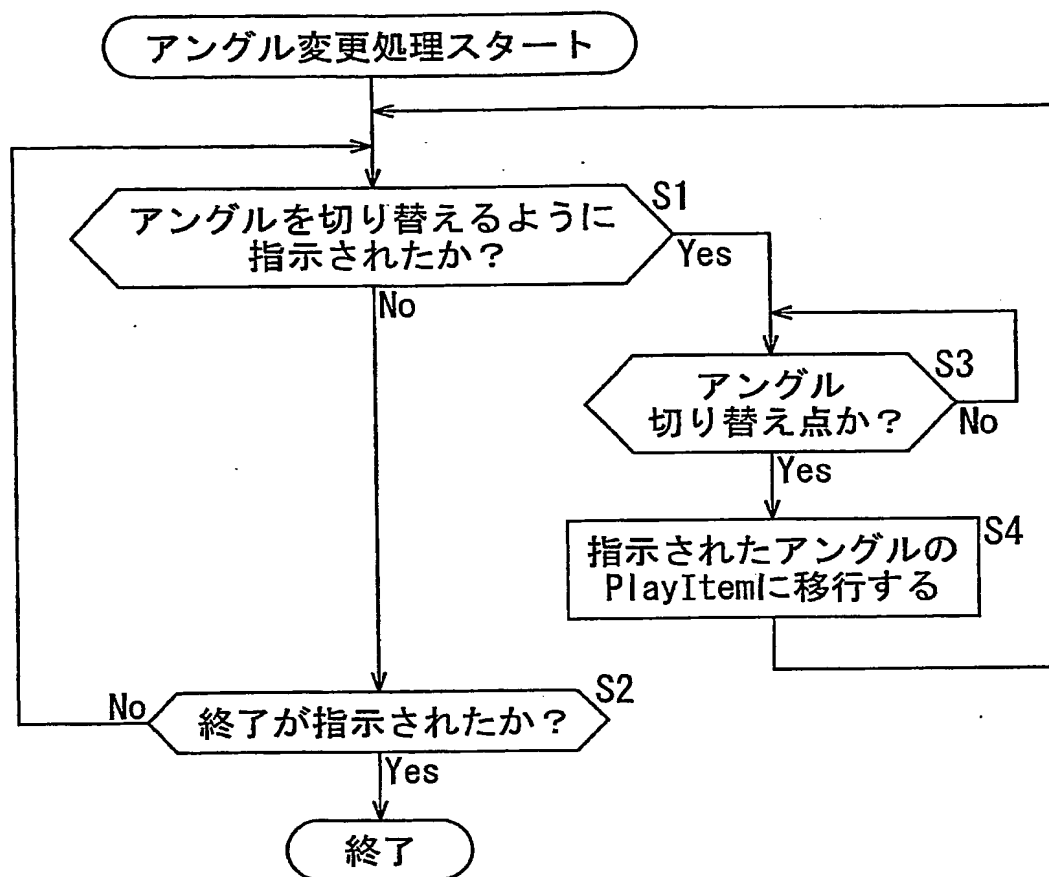 アングル変更処理スタート
アングルを切り替えるように
指示されたか？
S1
Yes
No
アングル
切り替え点か？
S3
No
Yes
指示されたアングルの
PlayItemに移行する
S4
終了が指示されたか？
S2
No
Yes
終了